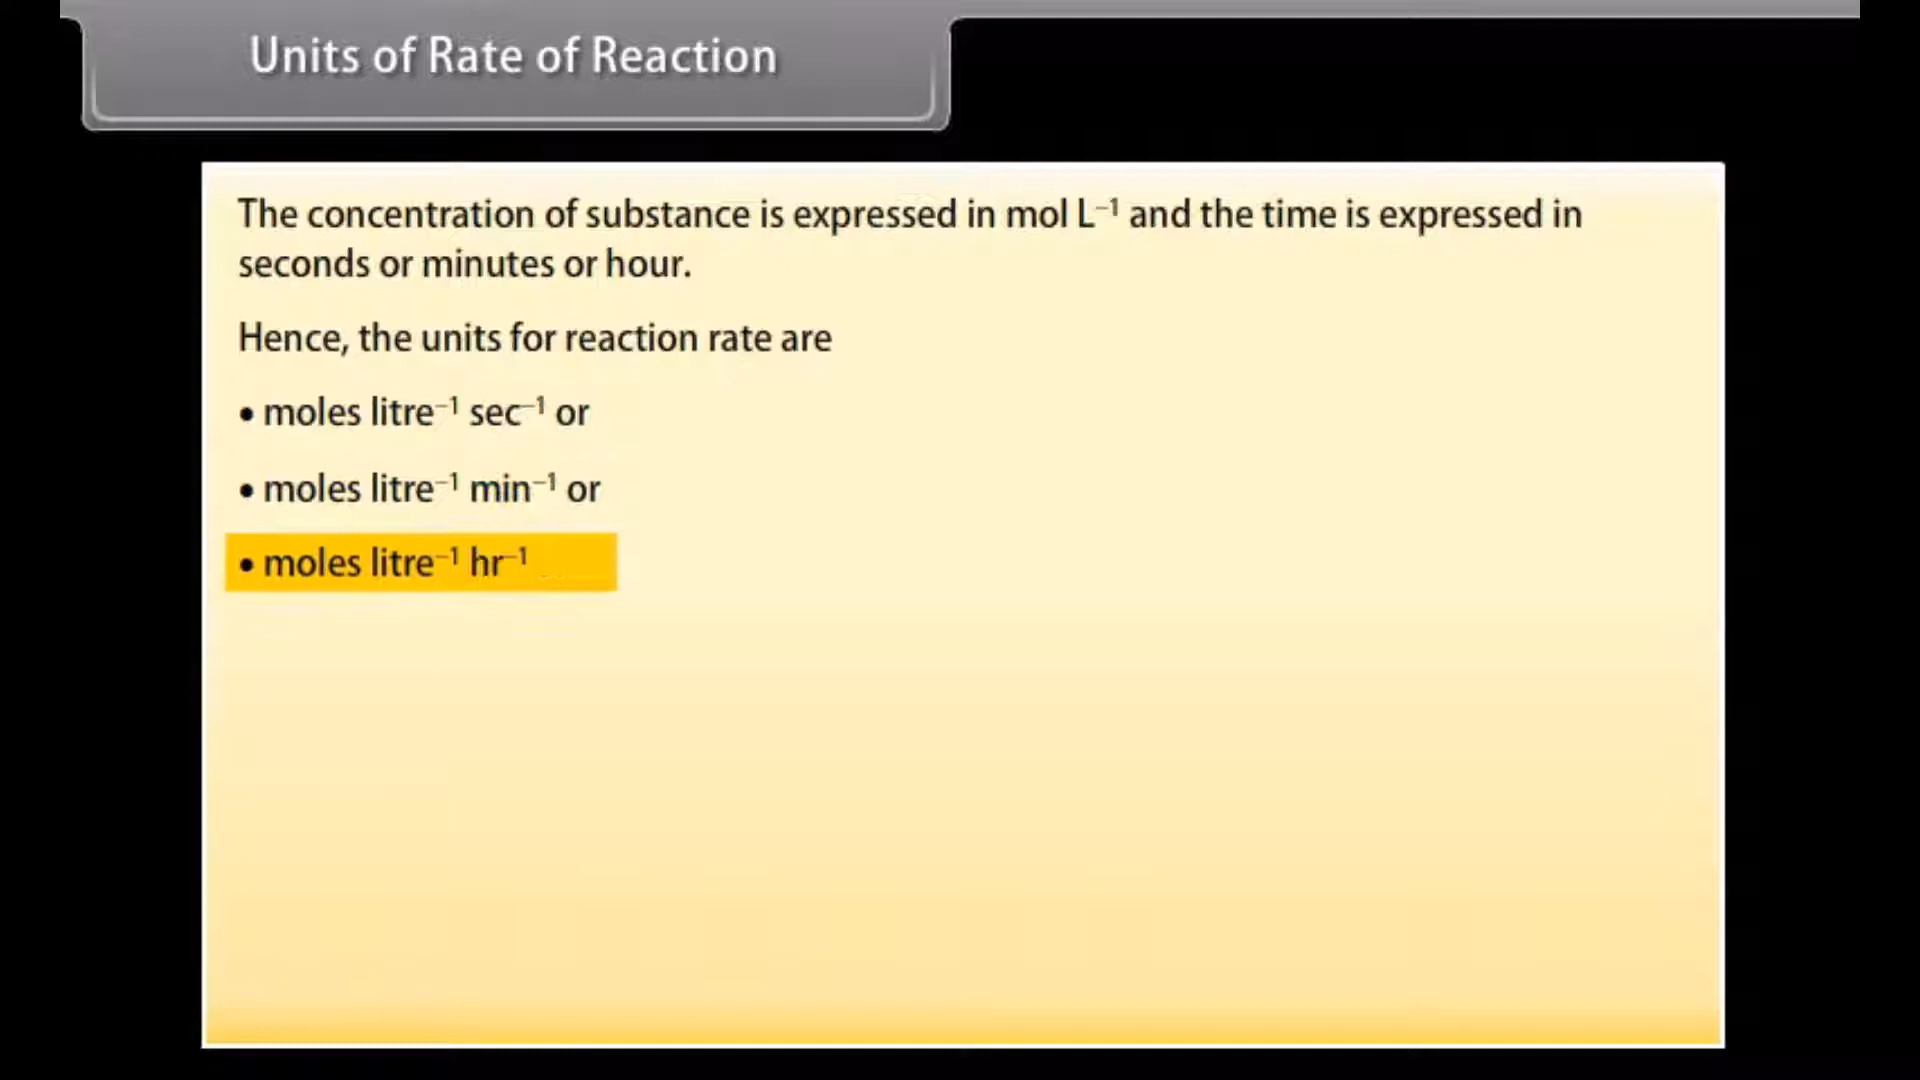 Units of Rate of Reaction
The concentration of substance is expressed in mol L⁻¹ and the time is expressed in
seconds or minutes or hour.
Hence, the units for reaction rate are
• moles litre⁻¹ sec⁻¹ or
• moles litre⁻¹ min⁻¹ or
• moles litre⁻¹ hr⁻¹